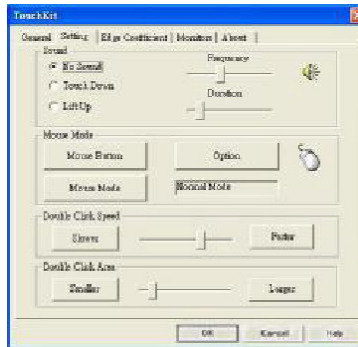 TouchKit
General Setting Edge Coefficient Monitors About
Sound
No Sound
Touch Down
Lift Up
Frequency
Duration
Mouse Mode
Mouse Button
Option
Mouse Mode
Normal Mode
Double Click Speed
Slower
Faster
Double Click Area
Smaller
Larger
OK Cancel Help